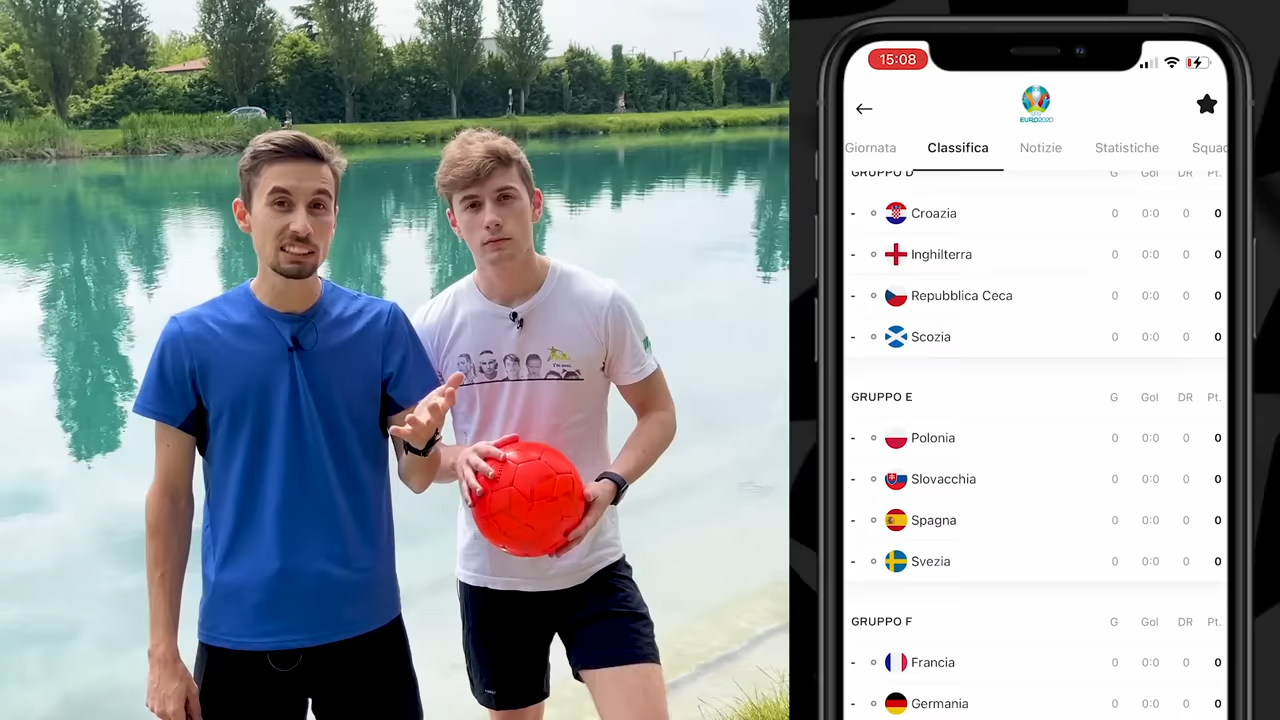 15:08
EURO2020
Giornata Classifica Notizie Statistiche Squad
GRUPPO D G Gol DR Pt.
- Croazia 0 0:0 0 0
- Inghilterra 0 0:0 0 0
- Repubblica Ceca 0 0:0 0 0
- Scozia 0 0:0 0 0
GRUPPO E G Gol DR Pt.
- Polonia 0 0:0 0 0
- Slovacchia 0 0:0 0 0
- Spagna 0 0:0 0 0
- Svezia 0 0:0 0 0
GRUPPO F G Gol DR Pt.
- Francia 0 0:0 0 0
- Germania 0 0:0 0 0